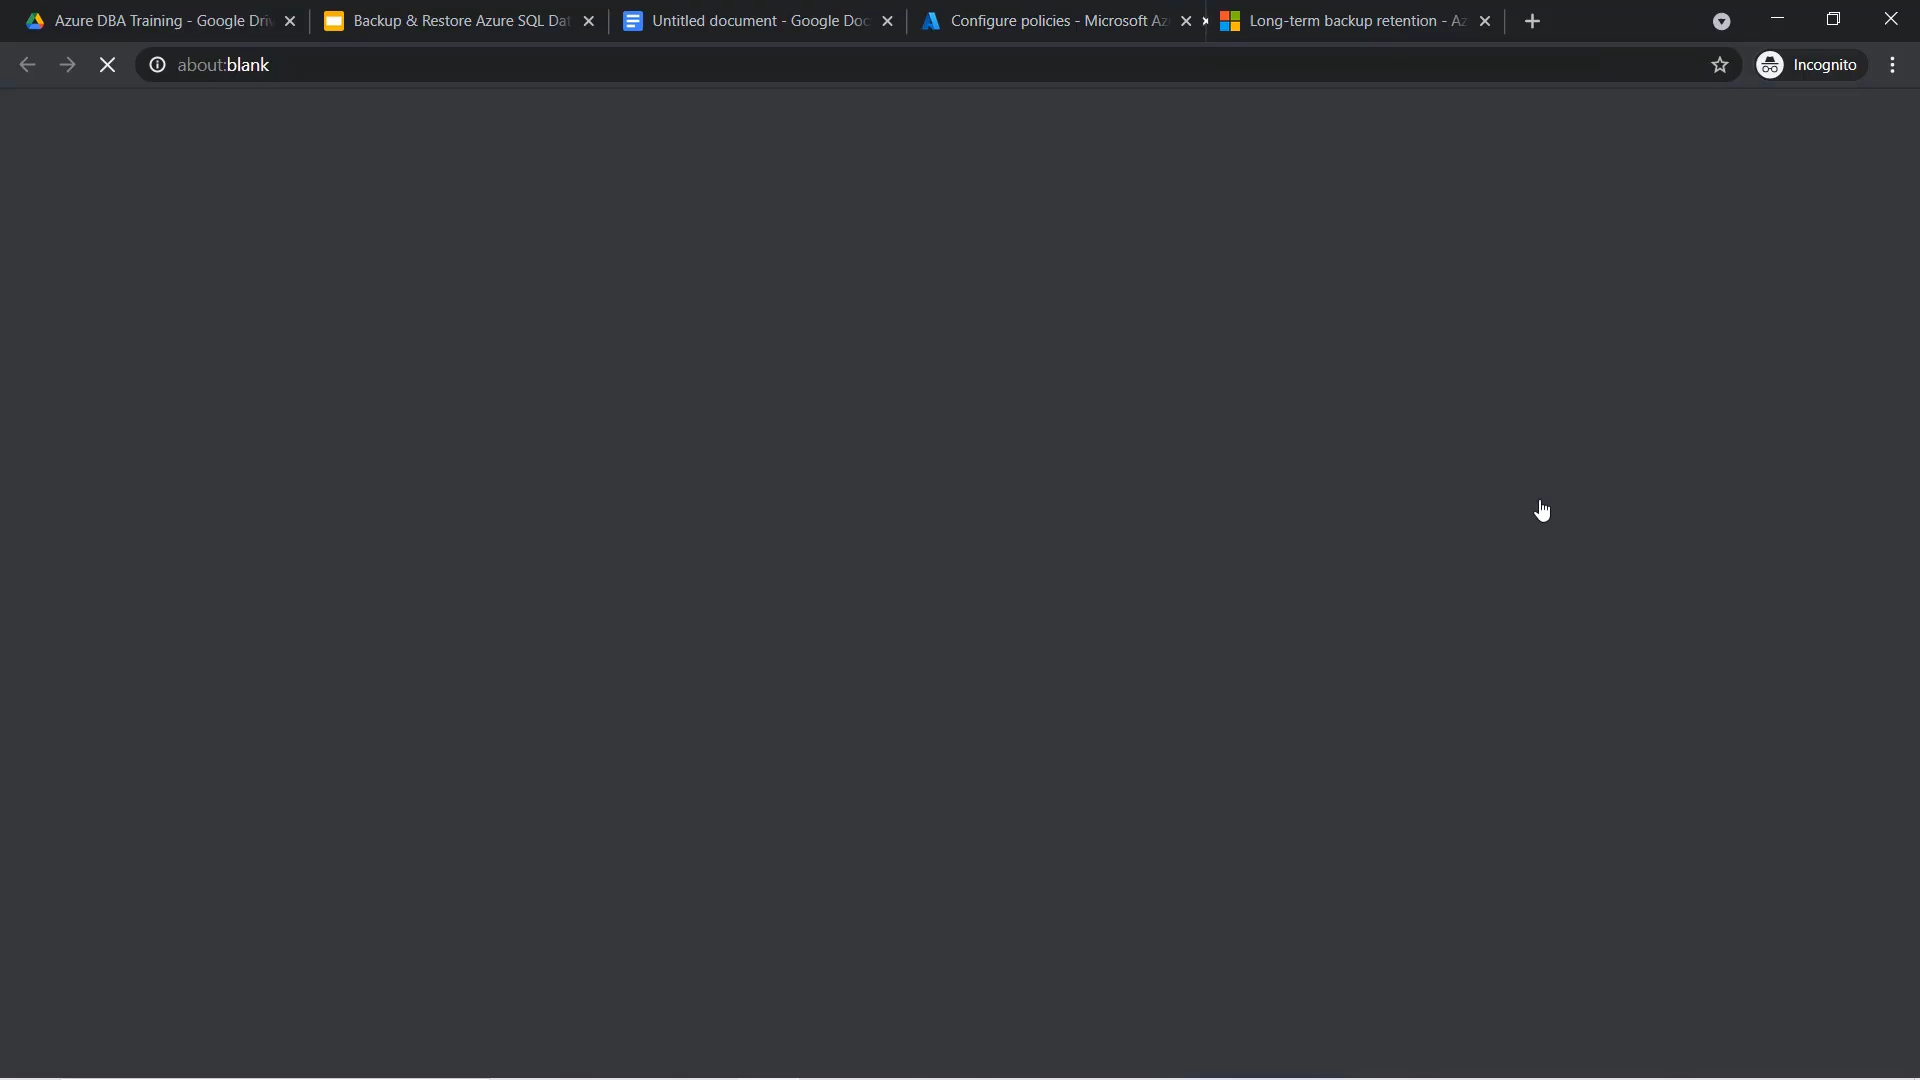 Azure DBA Training - Google Dri
Backup & Restore Azure SQL Dat
Untitled document - Google Doc
Configure policies - Microsoft Az
Long-term backup retention - Az
about:blank
Incognito